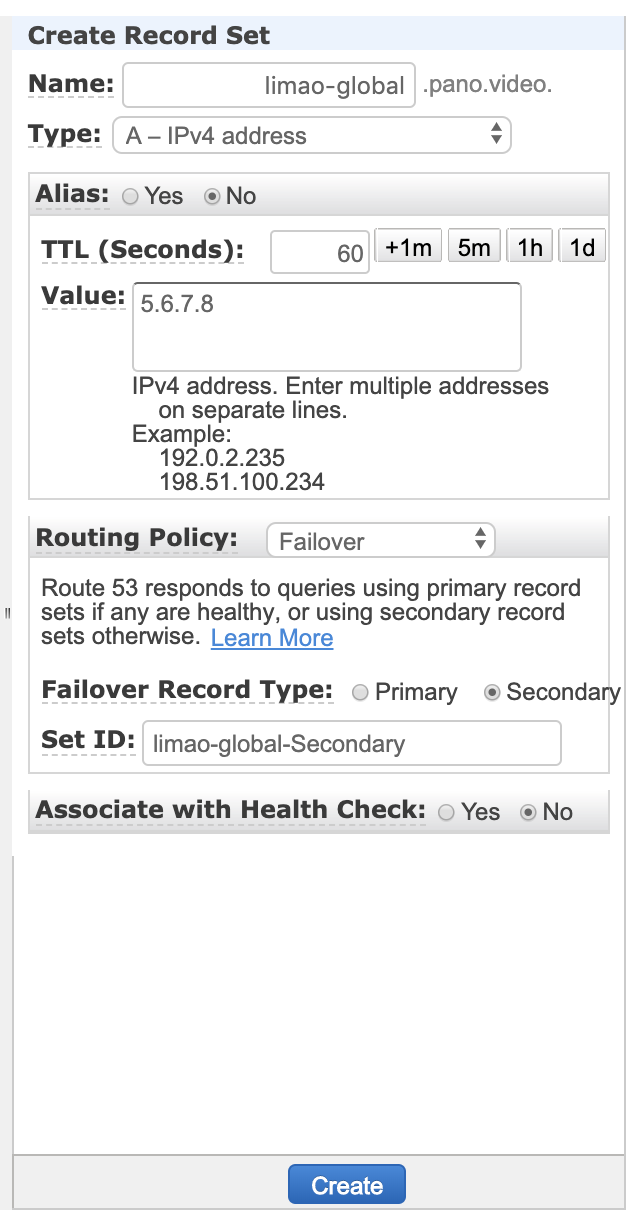 Create Record Set
Name: limao-global .pano.video.
Type: A – IPv4 address
Alias: Yes No
TTL (Seconds): 60 +1m 5m 1h 1d
Value: 5.6.7.8
IPv4 address. Enter multiple addresses
on separate lines.
Example:
192.0.2.235
198.51.100.234
Routing Policy: Failover
Route 53 responds to queries using primary record
sets if any are healthy, or using secondary record
sets otherwise. Learn More
Failover Record Type: Primary Secondary
Set ID: limao-global-Secondary
Associate with Health Check: Yes No
Create